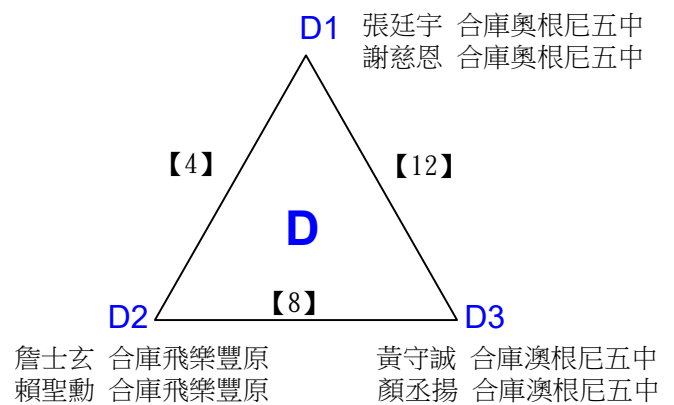 D1 張廷宇 合庫奧根尼五中
謝慈恩 合庫奧根尼五中
【4】 【12】
D
【8】
D2 D3
詹士玄 合庫飛樂豐原 黃守誠 合庫澳根尼五中
賴聖勳 合庫飛樂豐原 顏丞揚 合庫澳根尼五中